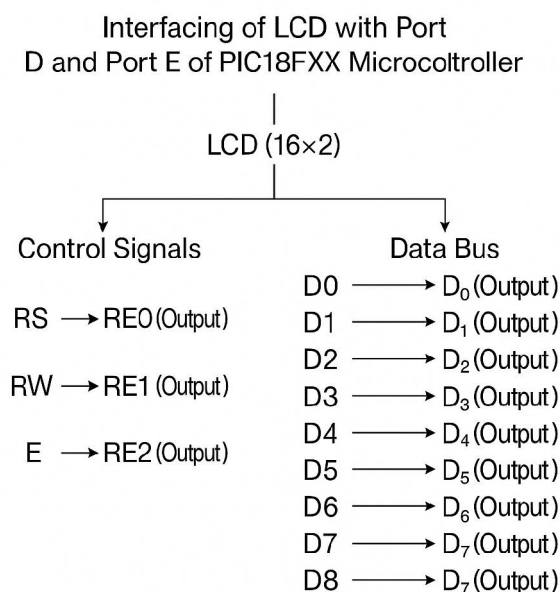 Interfacing of LCD with Port
D and Port E of PIC18FXX Microcoltroller
LCD (16×2)
Control Signals
RS → RE0 (Output)
RW → RE1 (Output)
E → RE2 (Output)
Data Bus
D0 → D₀ (Output)
D1 → D₁ (Output)
D2 → D₂ (Output)
D3 → D₃ (Output)
D4 → D₄ (Output)
D5 → D₅ (Output)
D6 → D₆ (Output)
D7 → D₇ (Output)
D8 → D₇ (Output)